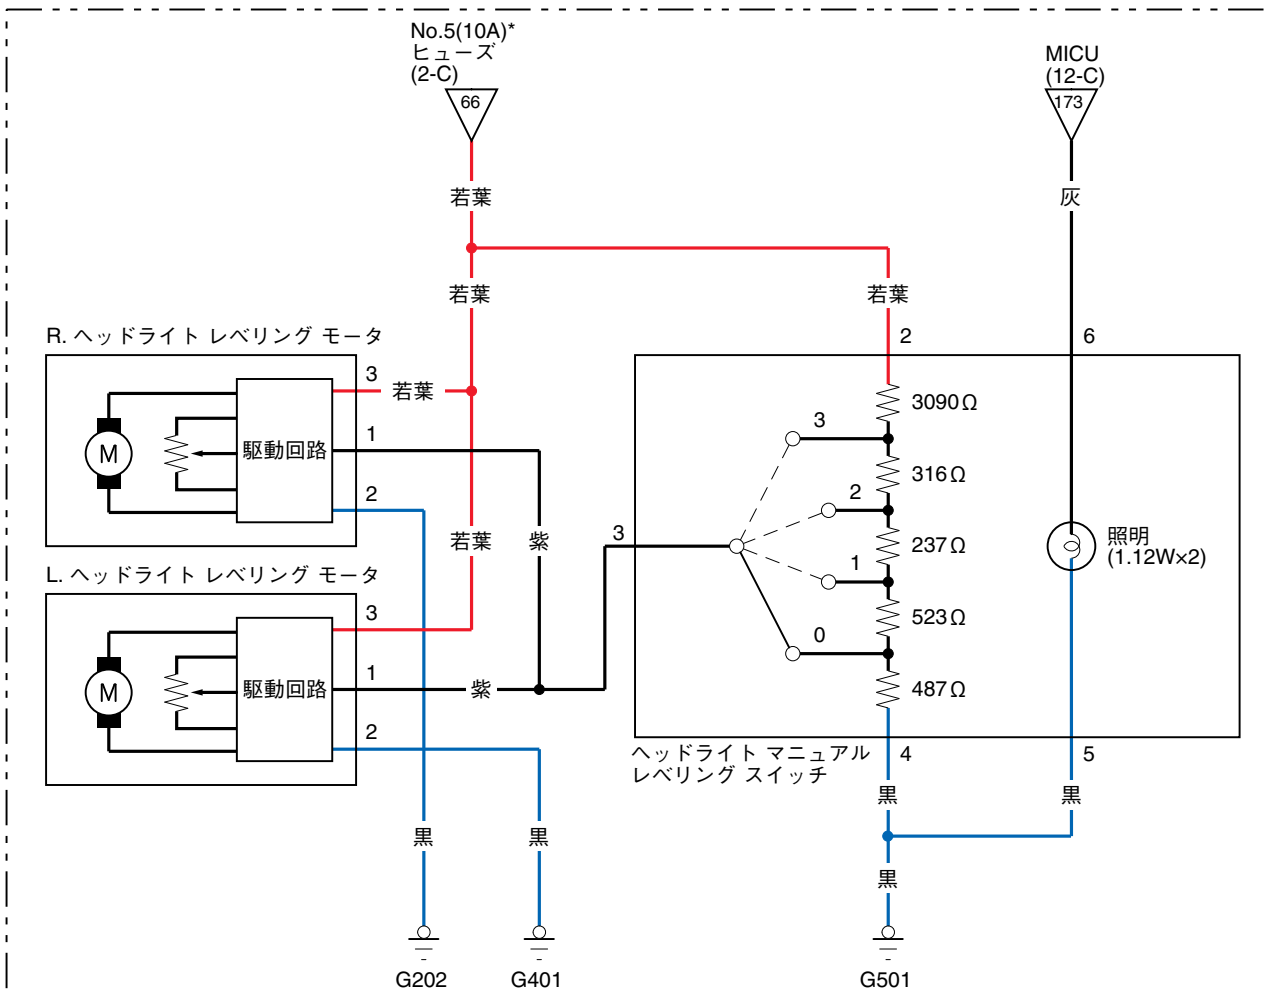 No.5(10A)*
ヒューズ
(2-C)
66
MICU
(12-C)
173
若葉
灰
若葉
若葉
2
6
R. ヘッドライト レベリング モータ
3
若葉
1
2
M
駆動回路
若葉
紫
3
3
2
1
0
3090Ω
316Ω
237Ω
523Ω
487Ω
照明
(1.12W×2)
L. ヘッドライト レベリング モータ
3
1
紫
2
M
駆動回路
ヘッドライト マニュアル
レベリング スイッチ
4
5
黒
黒
黒
黒
黒
G202
G401
G501